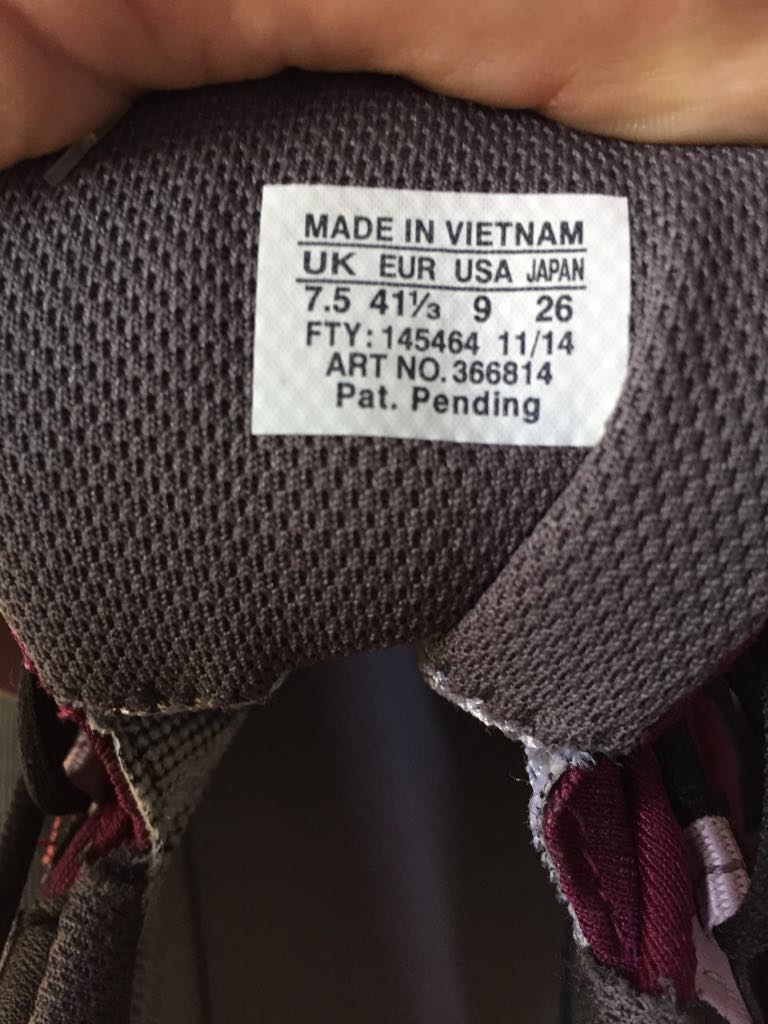 MADE IN VIETNAM
UK EUR USA JAPAN
7.5 41⅓ 9 26
FTY: 145464 11/14
ART NO. 366814
Pat. Pending